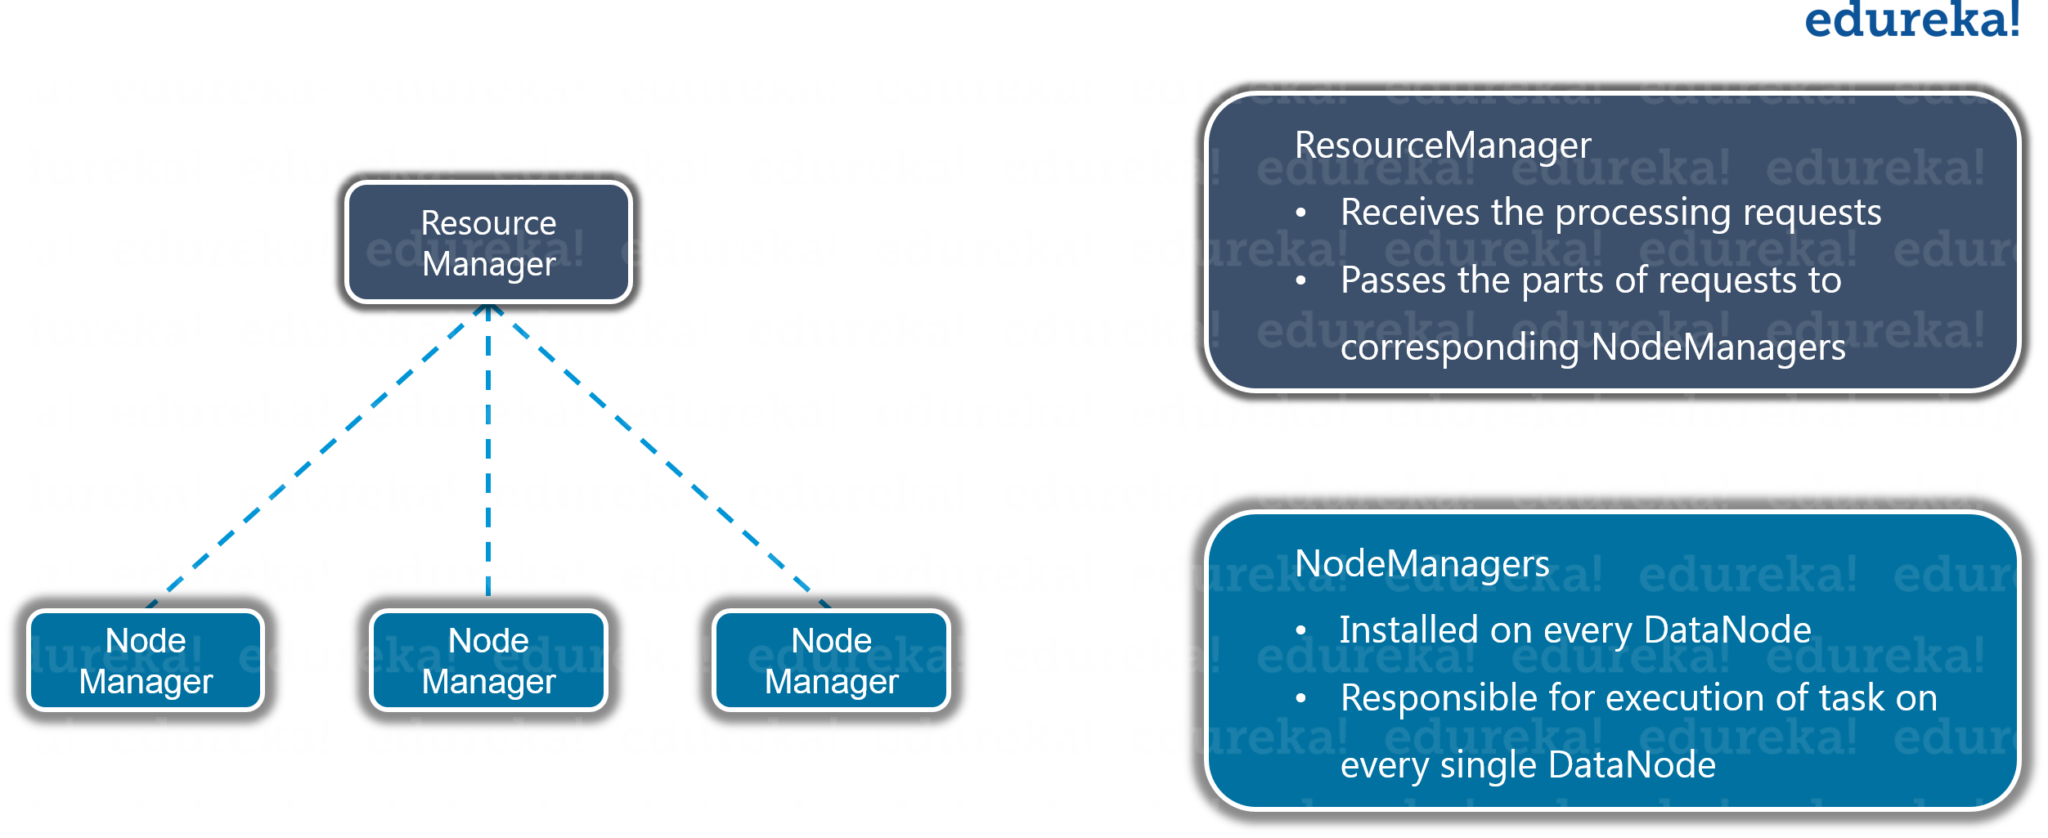 edureka!
Resource
Manager
Node
Manager
Node
Manager
Node
Manager
ResourceManager
• Receives the processing requests
• Passes the parts of requests to
corresponding NodeManagers
NodeManagers
• Installed on every DataNode
• Responsible for execution of task on
every single DataNode